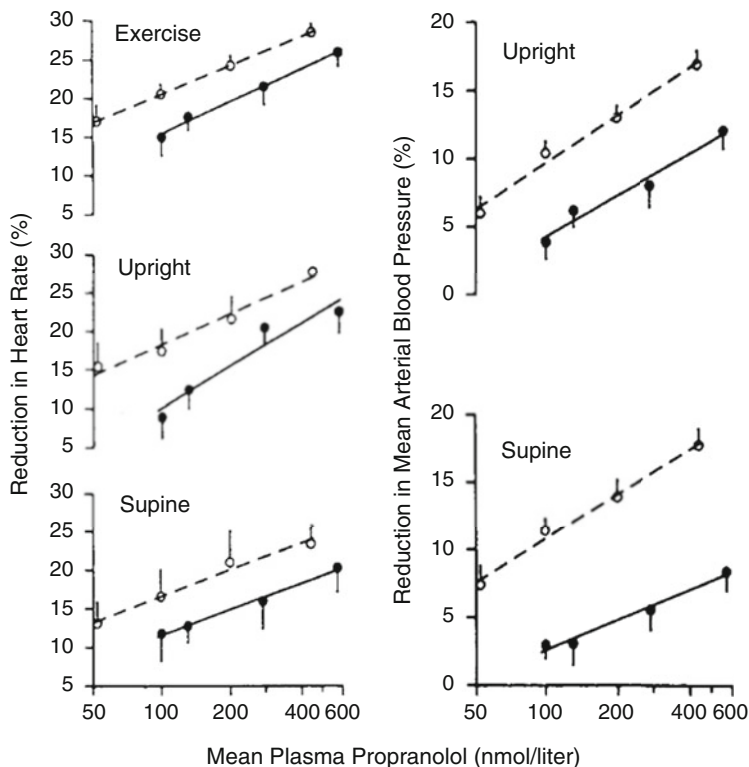 Reduction in Heart Rate (%)
Exercise
30
25
20
15
10
5
Upright
30
25
20
15
10
5
Supine
30
25
20
15
10
5
50 100 200 400 600
Reduction in Mean Arterial Blood Pressure (%)
Upright
20
15
10
5
0
Supine
20
15
10
5
0
50 100 200 400 600
Mean Plasma Propranolol (nmol/liter)